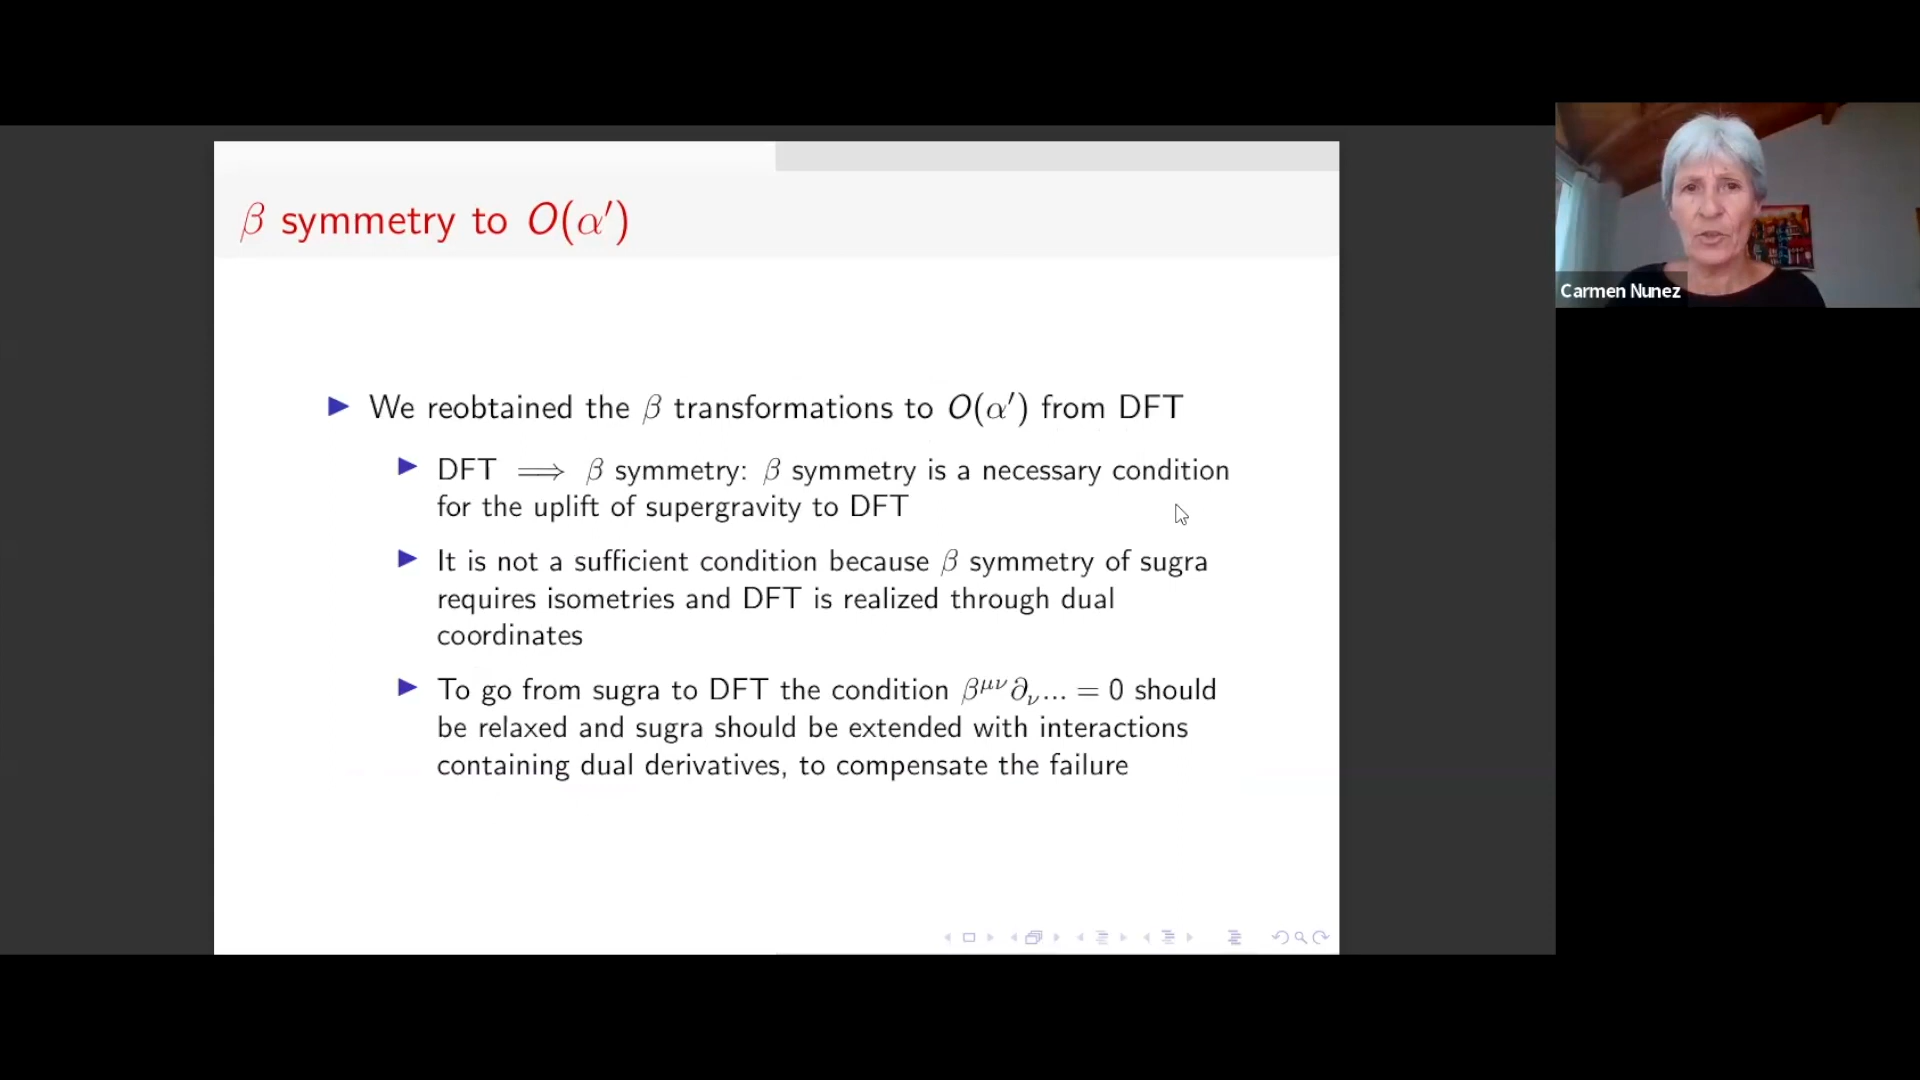 β symmetry to O(α′)
Carmen Nunez
▶ We reobtained the β transformations to O(α′) from DFT
▶ DFT ⟹ β symmetry: β symmetry is a necessary condition
for the uplift of supergravity to DFT
▶ It is not a sufficient condition because β symmetry of sugra
requires isometries and DFT is realized through dual
coordinates
▶ To go from sugra to DFT the condition β^{μν}∂_ν... = 0 should
be relaxed and sugra should be extended with interactions
containing dual derivatives, to compensate the failure